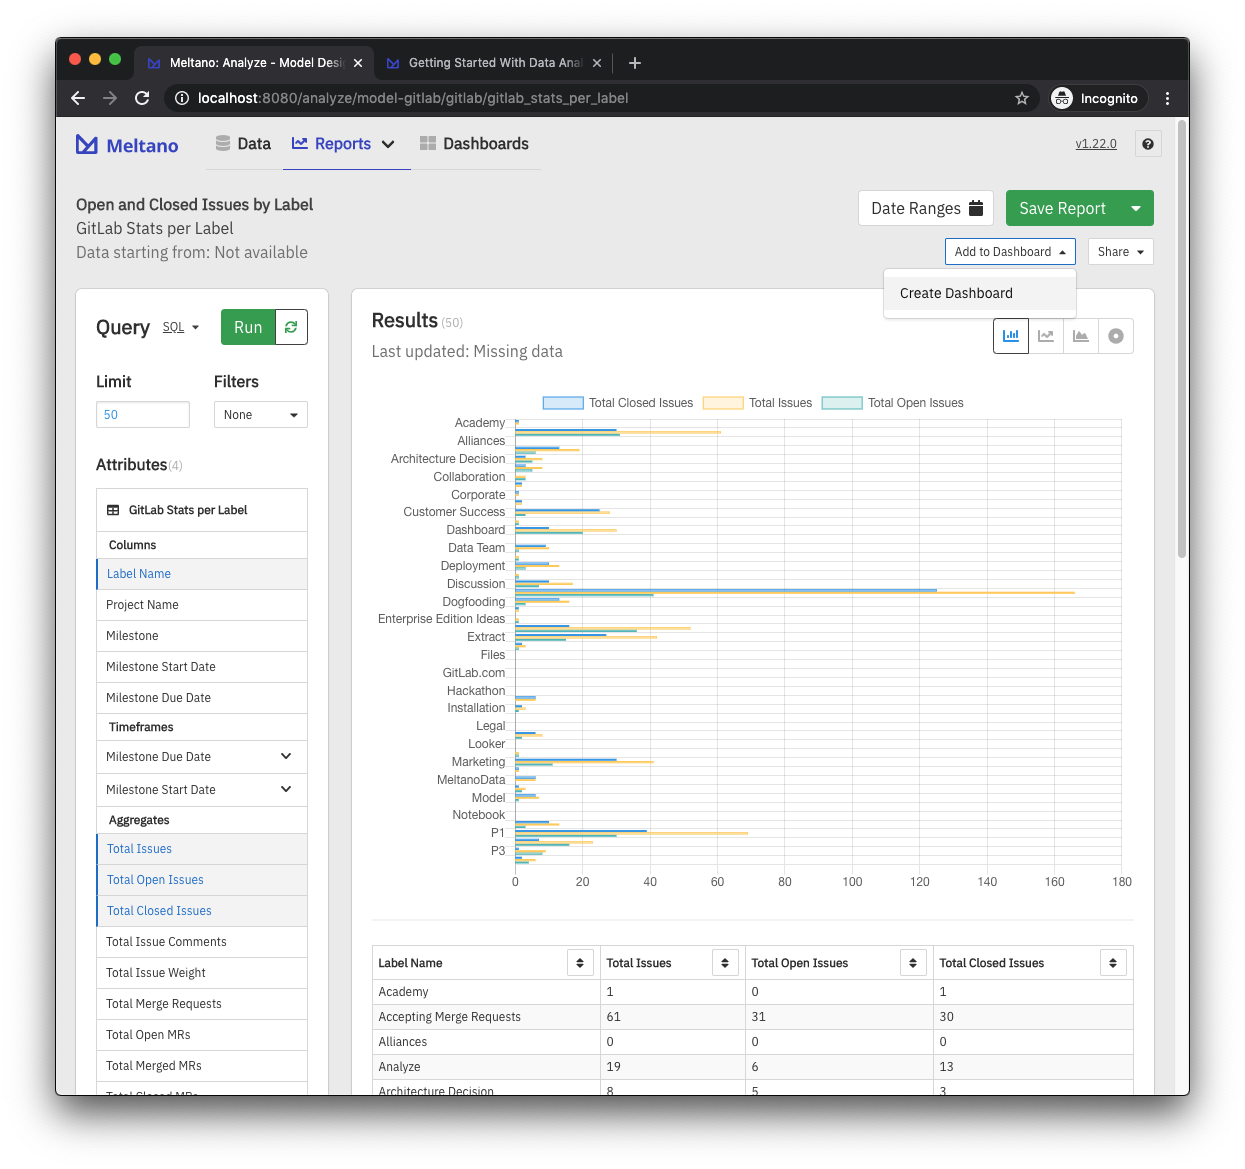 Meltano: Analyze - Model Desi
Getting Started With Data Anal
localhost:8080/analyze/model-gitlab/gitlab/gitlab_stats_per_label
Incognito
Meltano
Data
Reports
Dashboards
v1.22.0
Open and Closed Issues by Label
GitLab Stats per Label
Data starting from: Not available
Date Ranges
Save Report
Add to Dashboard
Share
Create Dashboard
Query
SQL
Run
Limit
Filters
50
None
Attributes(4)
GitLab Stats per Label
Columns
Label Name
Project Name
Milestone
Milestone Start Date
Milestone Due Date
Timeframes
Milestone Due Date
Milestone Start Date
Aggregates
Total Issues
Total Open Issues
Total Closed Issues
Total Issue Comments
Total Issue Weight
Total Merge Requests
Total Open MRs
Total Merged MRs
Total Closed MRs
Results (50)
Last updated: Missing data
Total Closed Issues Total Issues Total Open Issues
Academy
Alliances
Architecture Decision
Collaboration
Corporate
Customer Success
Dashboard
Data Team
Deployment
Discussion
Dogfooding
Enterprise Edition Ideas
Extract
Files
GitLab.com
Hackathon
Installation
Legal
Looker
Marketing
MeltanoData
Model
Notebook
P1
P3
0 20 40 60 80 100 120 140 160 180
Label Name Total Issues Total Open Issues Total Closed Issues
Academy 1 0 1
Accepting Merge Requests 61 31 30
Alliances 0 0 0
Analyze 19 6 13
Architecture Decision 8 5 3